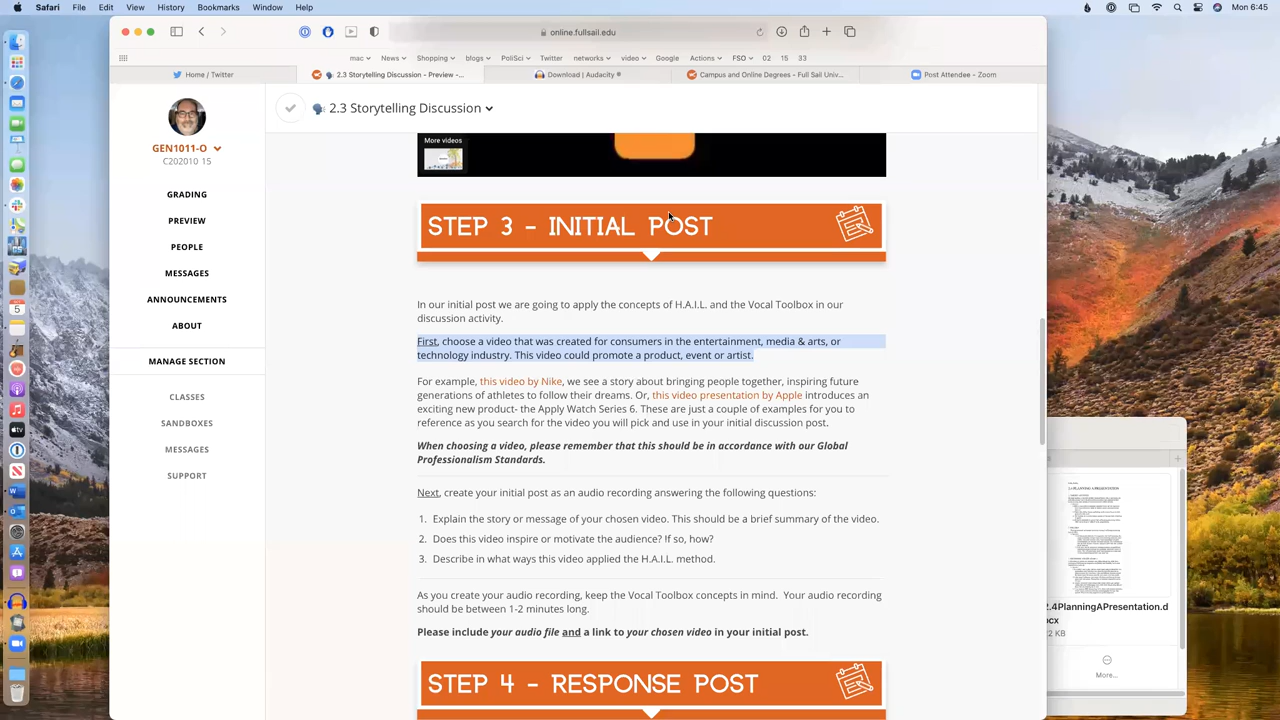 Safari File Edit View History Bookmarks Window Help
Mon 6:45
online.fullsail.edu
mac News Shopping blogs PoliSci Twitter networks video Google Actions FSO 02 15 33
Home / Twitter
2.3 Storytelling Discussion - Preview -...
Download | Audacity ®
Campus and Online Degrees - Full Sail Univ...
Post Attendee - Zoom
2.3 Storytelling Discussion
GEN1011-O
C202010 15
GRADING
PREVIEW
PEOPLE
MESSAGES
ANNOUNCEMENTS
ABOUT
MANAGE SECTION
CLASSES
SANDBOXES
MESSAGES
SUPPORT
More videos
STEP 3 - INITIAL POST
In our initial post we are going to apply the concepts of H.A.I.L. and the Vocal Toolbox in our
discussion activity.
First, choose a video that was created for consumers in the entertainment, media & arts, or
technology industry. This video could promote a product, event or artist.
For example, this video by Nike, we see a story about bringing people together, inspiring future
generations of athletes to follow their dreams. Or, this video presentation by Apple introduces an
exciting new product- the Apply Watch Series 6. These are just a couple of examples for you to
reference as you search for the video you will pick and use in your initial discussion post.
When choosing a video, please remember that this should be in accordance with our Global
Professionalism Standards.
Next, create your initial post as an audio recording answering the following questions:
1. Explain the story or message of your chosen video. This should be a brief summary of the video.
2. Does this video inspire or motivate the audience? If so, how?
3. Describe in what ways the video applied the H.A.I.L. method.
As you create your audio recording, keep the Vocal Toolbox concepts in mind. Your audio recording
should be between 1-2 minutes long.
Please include your audio file and a link to your chosen video in your initial post.
STEP 4 - RESPONSE POST
2.4 PLANNING A PRESENTATION
2.4PlanningAPresentation.d
ocx
2 KB
More...
5